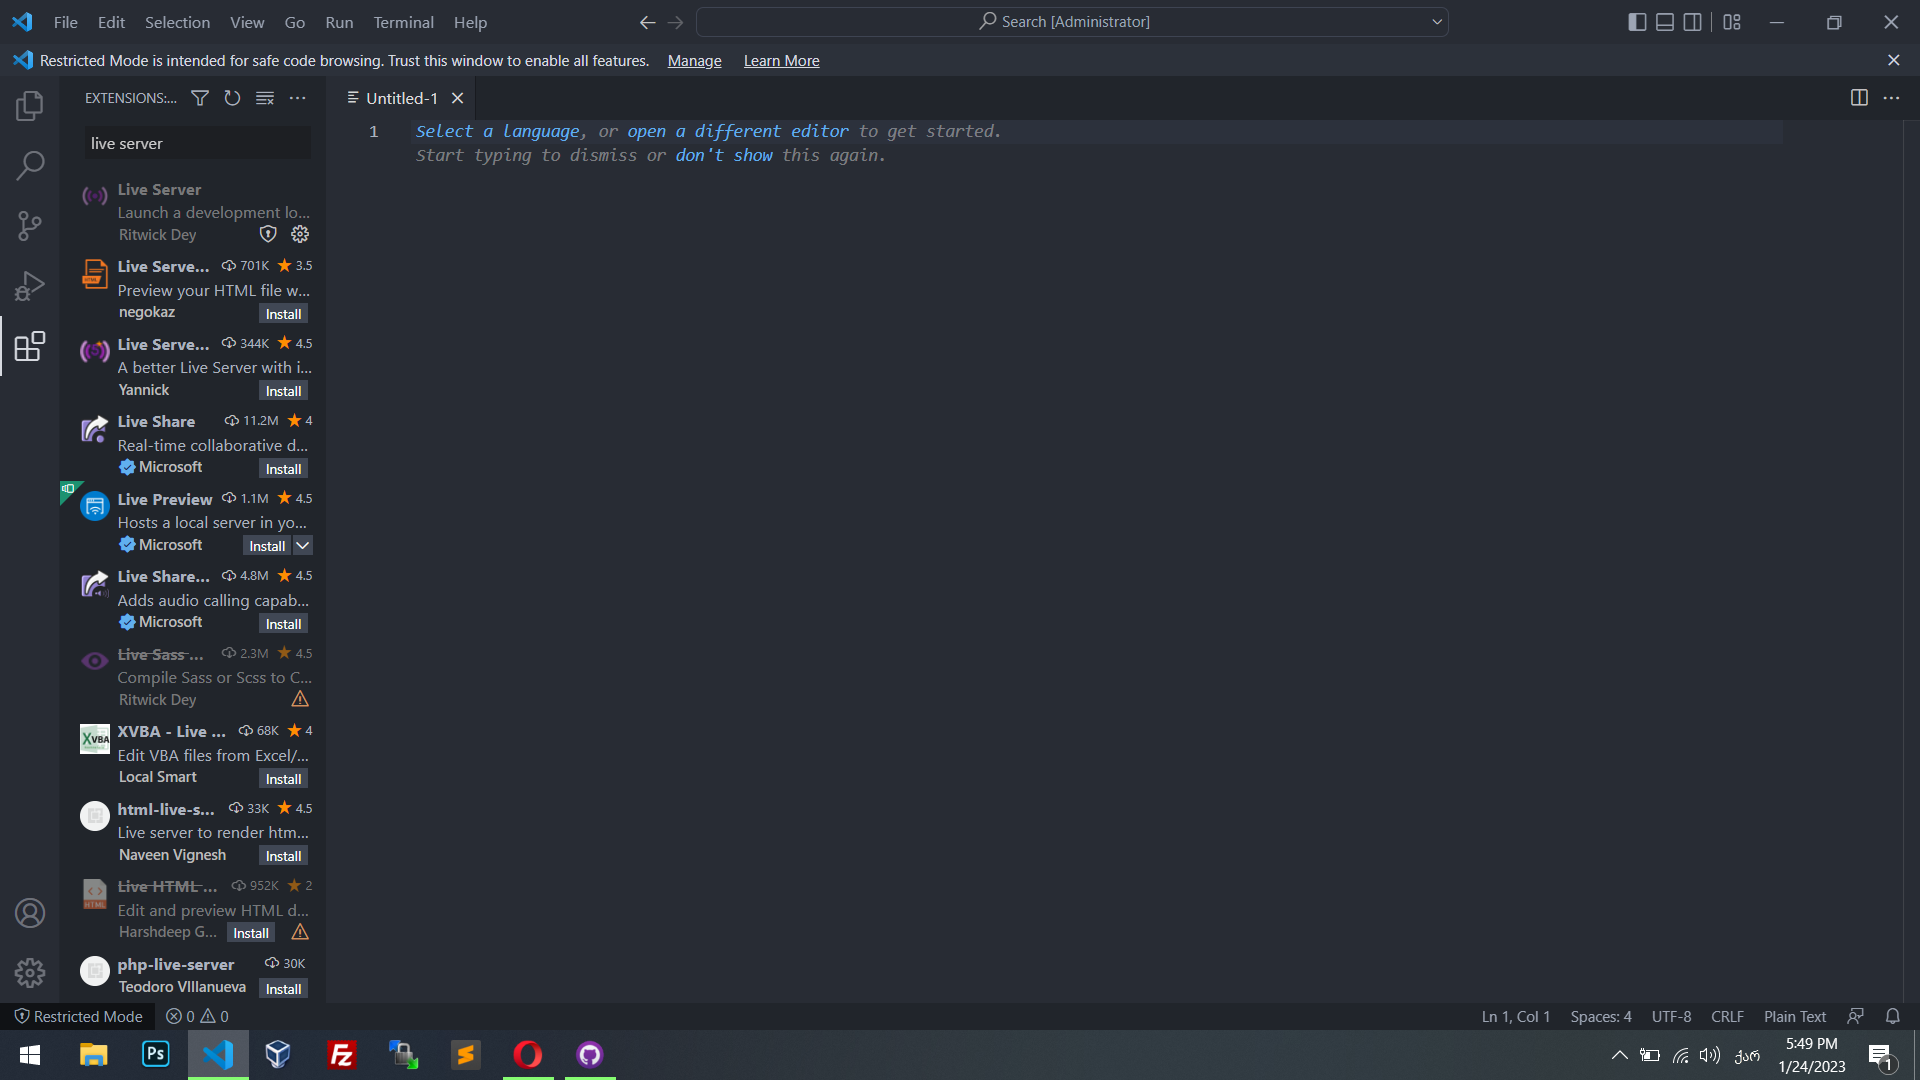 File Edit Selection View Go Run Terminal Help
Search [Administrator]
Restricted Mode is intended for safe code browsing. Trust this window to enable all features. Manage Learn More
EXTENSIONS:...
Untitled-1
live server
1 Select a language, or open a different editor to get started.
Start typing to dismiss or don't show this again.
Live Server
Launch a development lo...
Ritwick Dey
Live Serve... 701K 3.5
Preview your HTML file w...
negokaz Install
Live Serve... 344K 4.5
A better Live Server with i...
Yannick Install
Live Share 11.2M 4
Real-time collaborative d...
Microsoft Install
Live Preview 1.1M 4.5
Hosts a local server in yo...
Microsoft Install
Live Share... 4.8M 4.5
Adds audio calling capab...
Microsoft Install
Live Sass ... 2.3M 4.5
Compile Sass or Scss to C...
Ritwick Dey
XVBA
XVBA - Live ... 68K 4
Edit VBA files from Excel/...
Local Smart Install
html-live-s... 33K 4.5
Live server to render htm...
Naveen Vignesh Install
HTML
Live HTML ... 952K 2
Edit and preview HTML d...
Harshdeep G... Install
php-live-server 30K
Teodoro VIllanueva Install
Restricted Mode 0 0
Ln 1, Col 1 Spaces: 4 UTF-8 CRLF Plain Text
Ps
Fz
ქარ
5:49 PM
1/24/2023
1